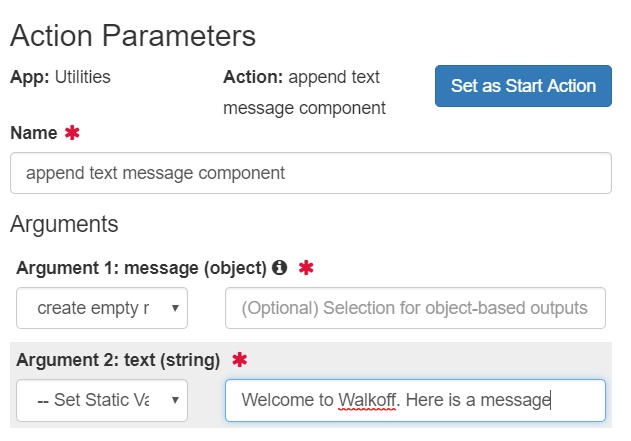 Action Parameters
App: Utilities
Action: append text
message component
Set as Start Action
Name *
append text message component
Arguments
Argument 1: message (object) *
create empty r
(Optional) Selection for object-based outputs
Argument 2: text (string) *
-- Set Static Va
Welcome to Walkoff. Here is a message